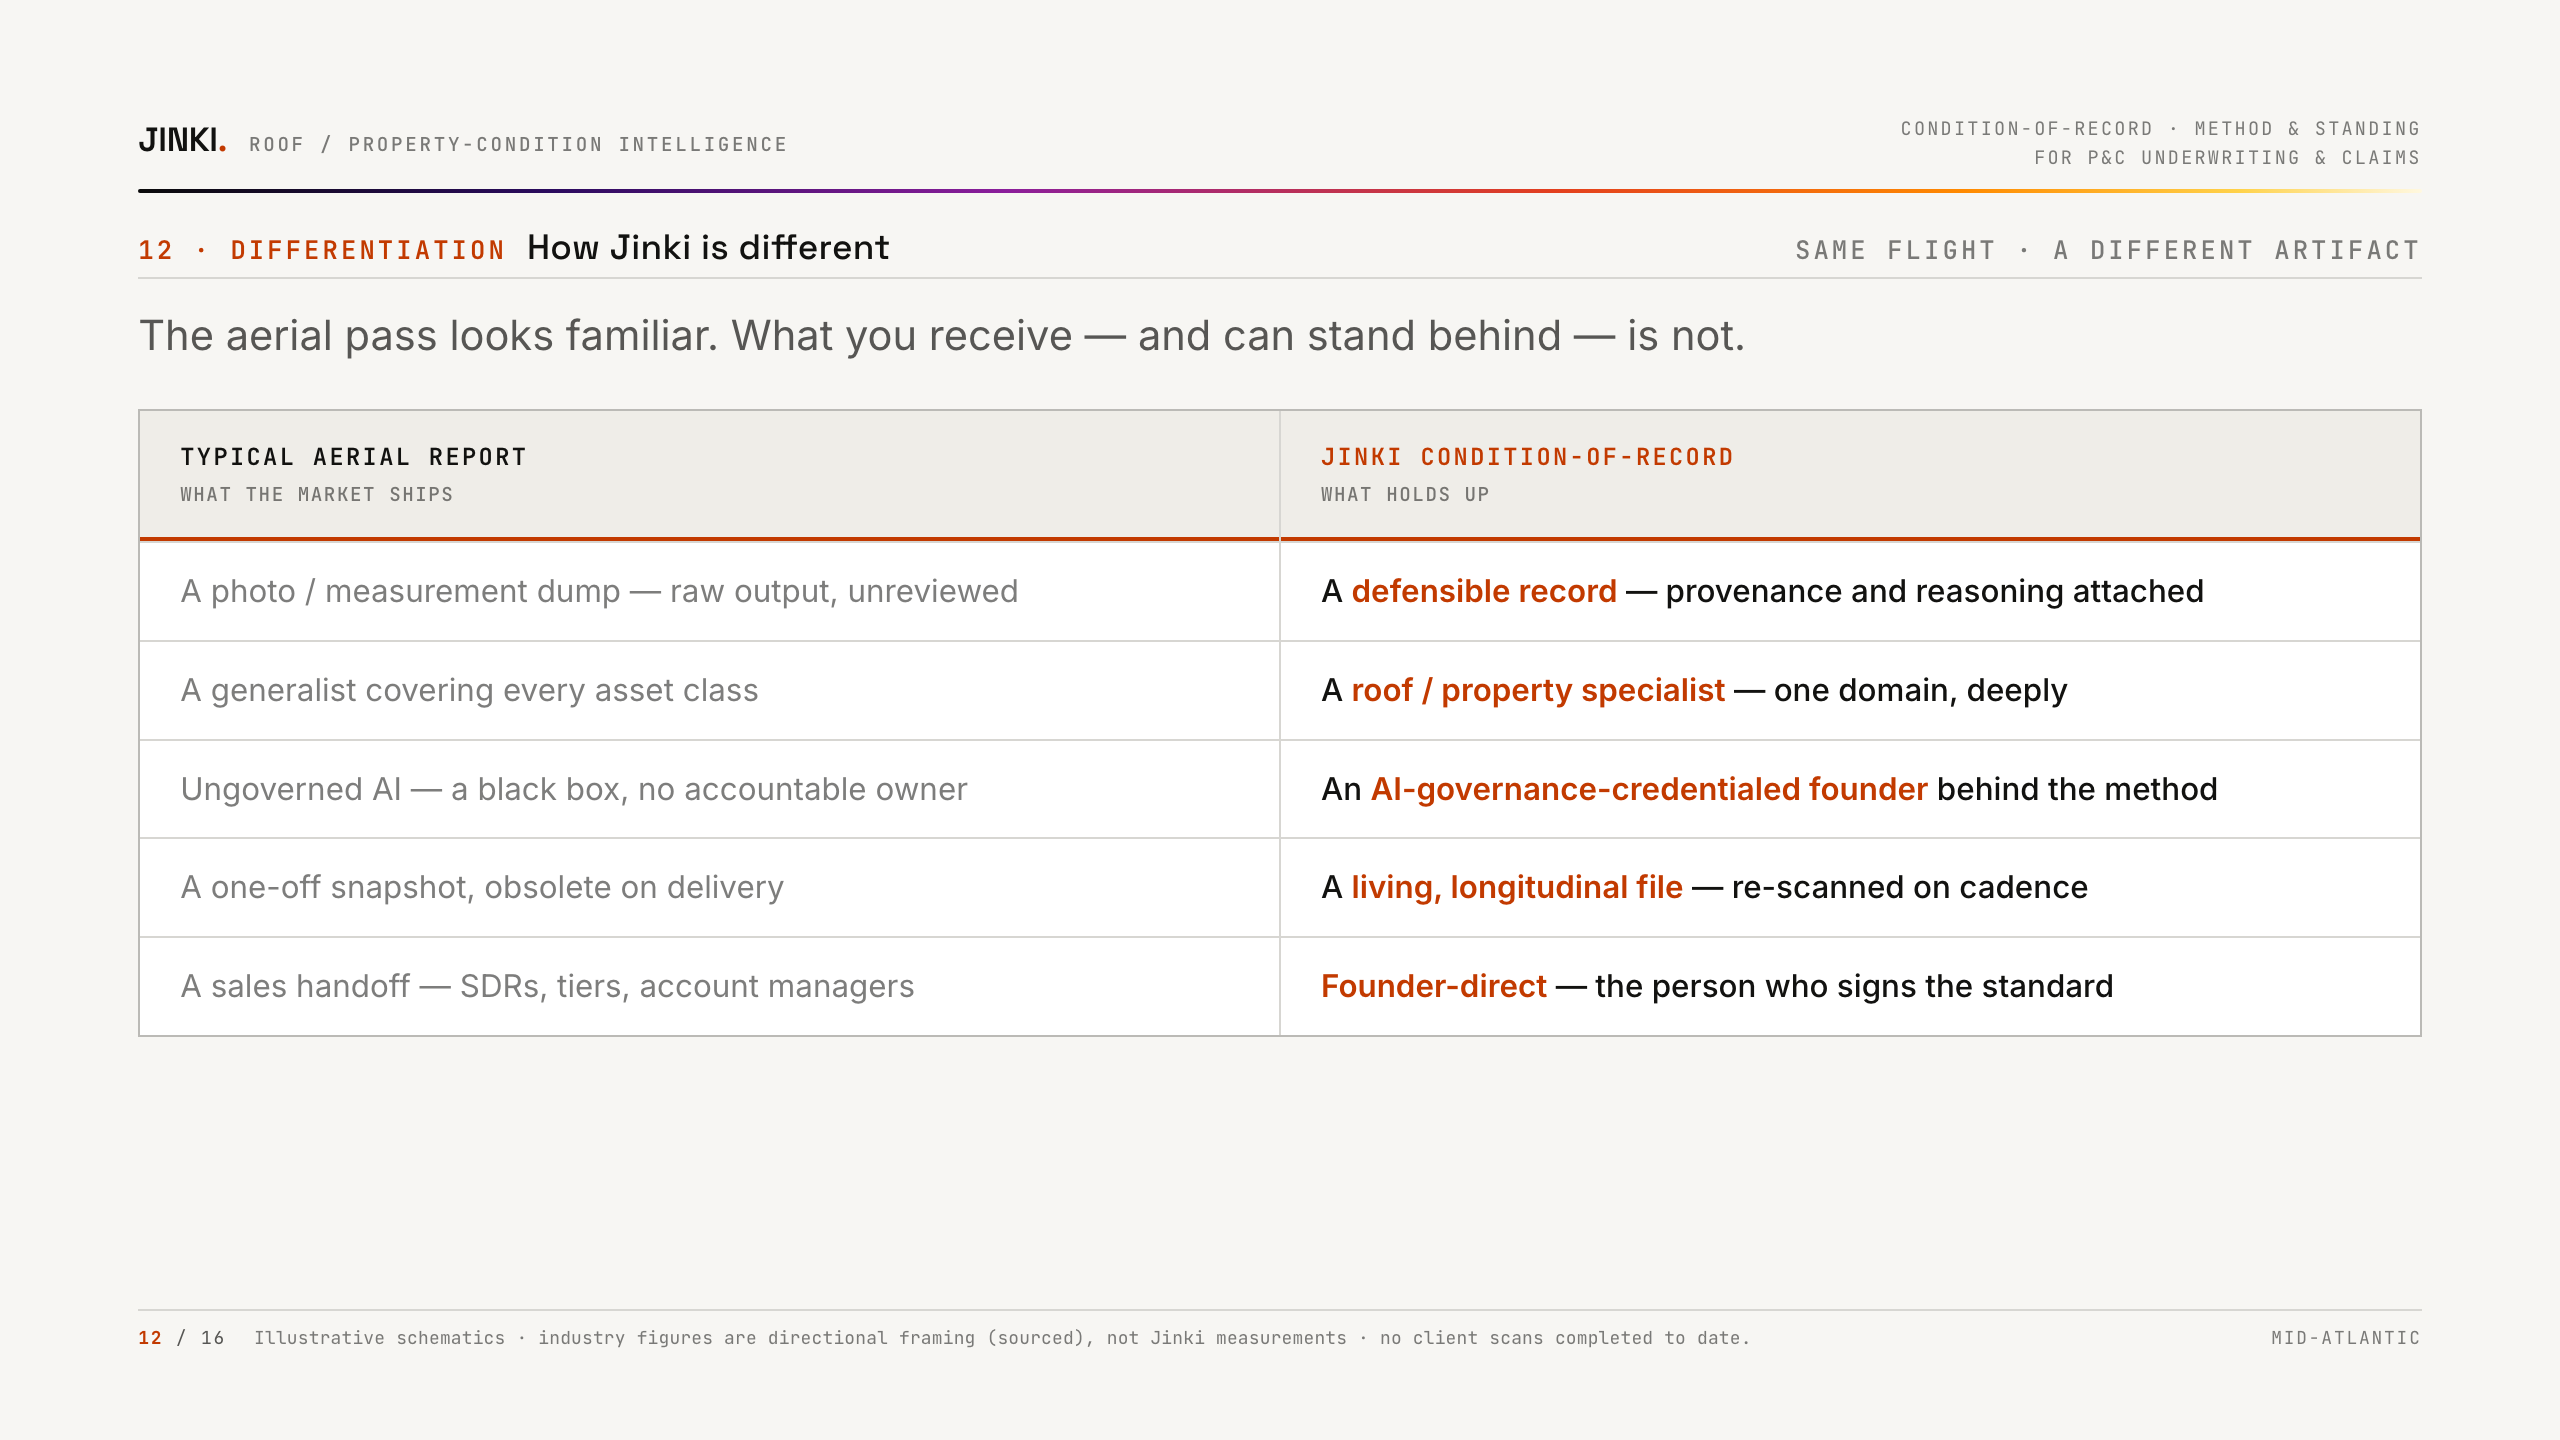 JINKI. ROOF / PROPERTY-CONDITION INTELLIGENCE
CONDITION-OF-RECORD · METHOD & STANDING
FOR P&C UNDERWRITING & CLAIMS
12 · DIFFERENTIATION How Jinki is different
SAME FLIGHT · A DIFFERENT ARTIFACT
The aerial pass looks familiar. What you receive — and can stand behind — is not.
TYPICAL AERIAL REPORT
WHAT THE MARKET SHIPS
JINKI CONDITION-OF-RECORD
WHAT HOLDS UP
A photo / measurement dump — raw output, unreviewed
A defensible record — provenance and reasoning attached
A generalist covering every asset class
A roof / property specialist — one domain, deeply
Ungoverned AI — a black box, no accountable owner
An AI-governance-credentialed founder behind the method
A one-off snapshot, obsolete on delivery
A living, longitudinal file — re-scanned on cadence
A sales handoff — SDRs, tiers, account managers
Founder-direct — the person who signs the standard
12 / 16 Illustrative schematics · industry figures are directional framing (sourced), not Jinki measurements · no client scans completed to date.
MID-ATLANTIC